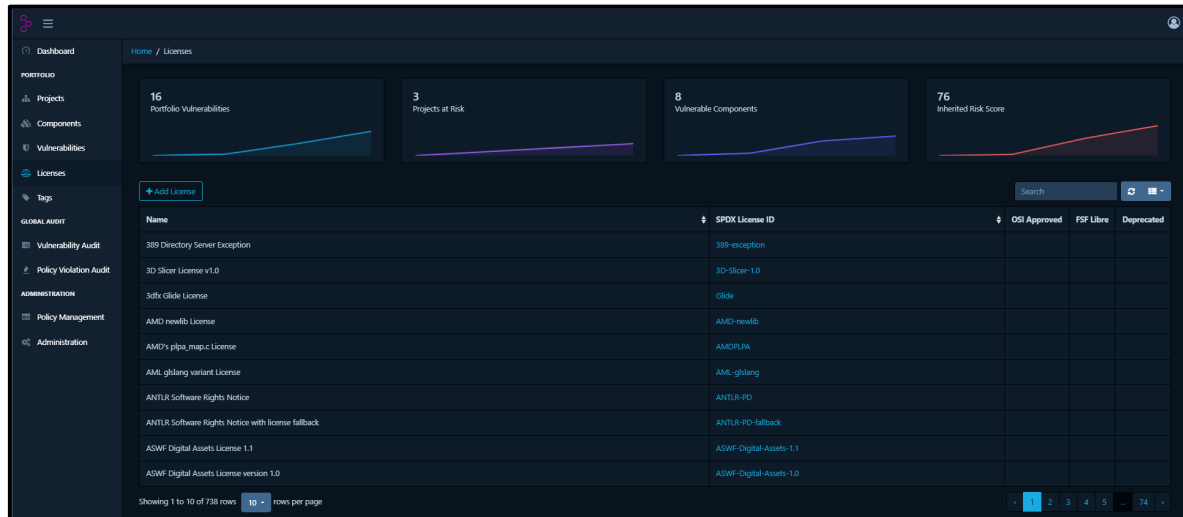 Dashboard
Home / Licenses
PORTFOLIO
Projects
Components
Vulnerabilities
Licenses
Tags
GLOBAL AUDIT
Vulnerability Audit
Policy Violation Audit
ADMINISTRATION
Policy Management
Administration
16
Portfolio Vulnerabilities
3
Projects at Risk
8
Vulnerable Components
76
Inherited Risk Score
+ Add License
Search
Name SPDX License ID OSI Approved FSF Libre Deprecated
389 Directory Server Exception 389-exception
3D Slicer License v1.0 3D-Slicer-1.0
3dfx Glide License Glide
AMD newlib License AMD-newlib
AMD's plpa_map.c License AMDPLPA
AML glslang variant License AML-glslang
ANTLR Software Rights Notice ANTLR-PD
ANTLR Software Rights Notice with license fallback ANTLR-PD-fallback
ASWF Digital Assets License 1.1 ASWF-Digital-Assets-1.1
ASWF Digital Assets License version 1.0 ASWF-Digital-Assets-1.0
Showing 1 to 10 of 738 rows 10 rows per page ‹ 1 2 3 4 5 ... 74 ›